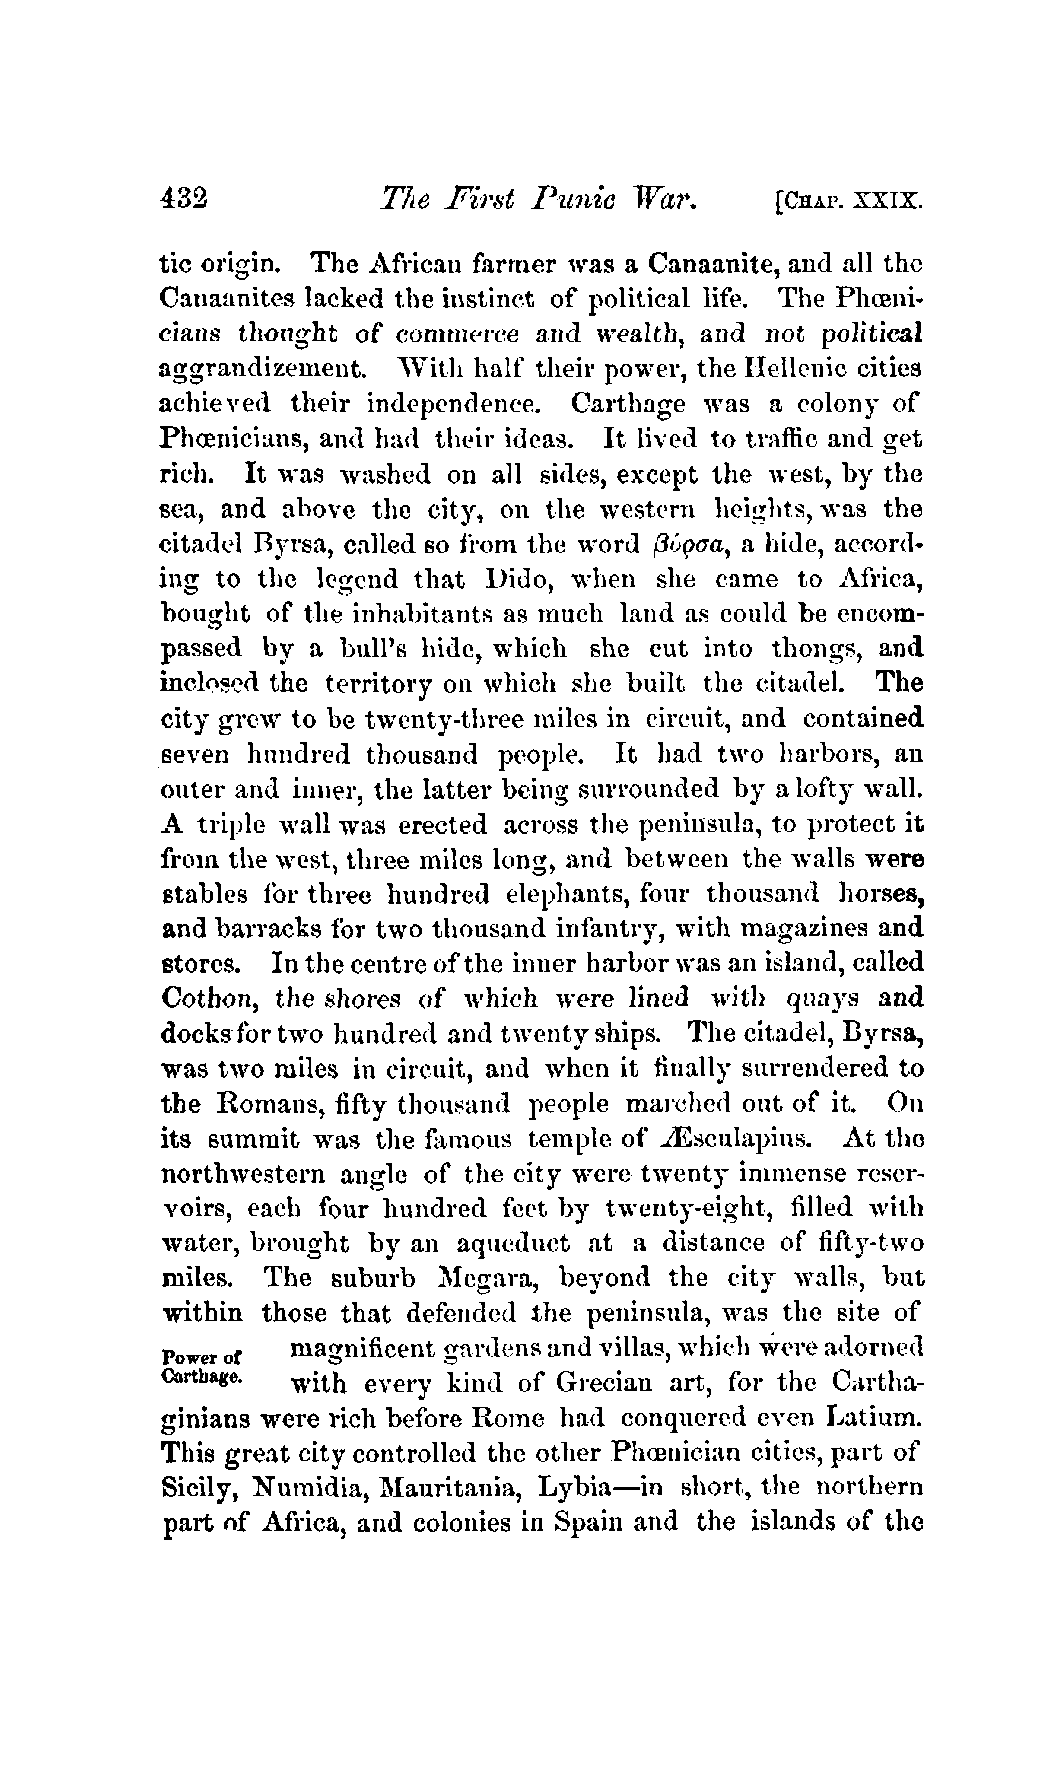 432 The First Punic War. [CHAP. XXIX.
tic origin. The African farmer was a Canaanite, and all the
Canaanites lacked the instinct of political life. The Phœni-
cians thought of commerce and wealth, and not political
aggrandizement. With half their power, the Hellenic cities
achieved their independence. Carthage was a colony of
Phœnicians, and had their ideas. It lived to traffic and get
rich. It was washed on all sides, except the west, by the
sea, and above the city, on the western heights, was the
citadel Byrsa, called so from the word βύρσα, a hide, accord-
ing to the legend that Dido, when she came to Africa,
bought of the inhabitants as much land as could be encom-
passed by a bull's hide, which she cut into thongs, and
inclosed the territory on which she built the citadel. The
city grew to be twenty-three miles in circuit, and contained
seven hundred thousand people. It had two harbors, an
outer and inner, the latter being surrounded by a lofty wall.
A triple wall was erected across the peninsula, to protect it
from the west, three miles long, and between the walls were
stables for three hundred elephants, four thousand horses,
and barracks for two thousand infantry, with magazines and
stores. In the centre of the inner harbor was an island, called
Cothon, the shores of which were lined with quays and
docks for two hundred and twenty ships. The citadel, Byrsa,
was two miles in circuit, and when it finally surrendered to
the Romans, fifty thousand people marched out of it. On
its summit was the famous temple of Æsculapius. At the
northwestern angle of the city were twenty immense reser-
voirs, each four hundred feet by twenty-eight, filled with
water, brought by an aqueduct at a distance of fifty-two
miles. The suburb Megara, beyond the city walls, but
within those that defended the peninsula, was the site of
Power of magnificent gardens and villas, which were adorned
Carthage. with every kind of Grecian art, for the Cartha-
ginians were rich before Rome had conquered even Latium.
This great city controlled the other Phœnician cities, part of
Sicily, Numidia, Mauritania, Lybia—in short, the northern
part of Africa, and colonies in Spain and the islands of the